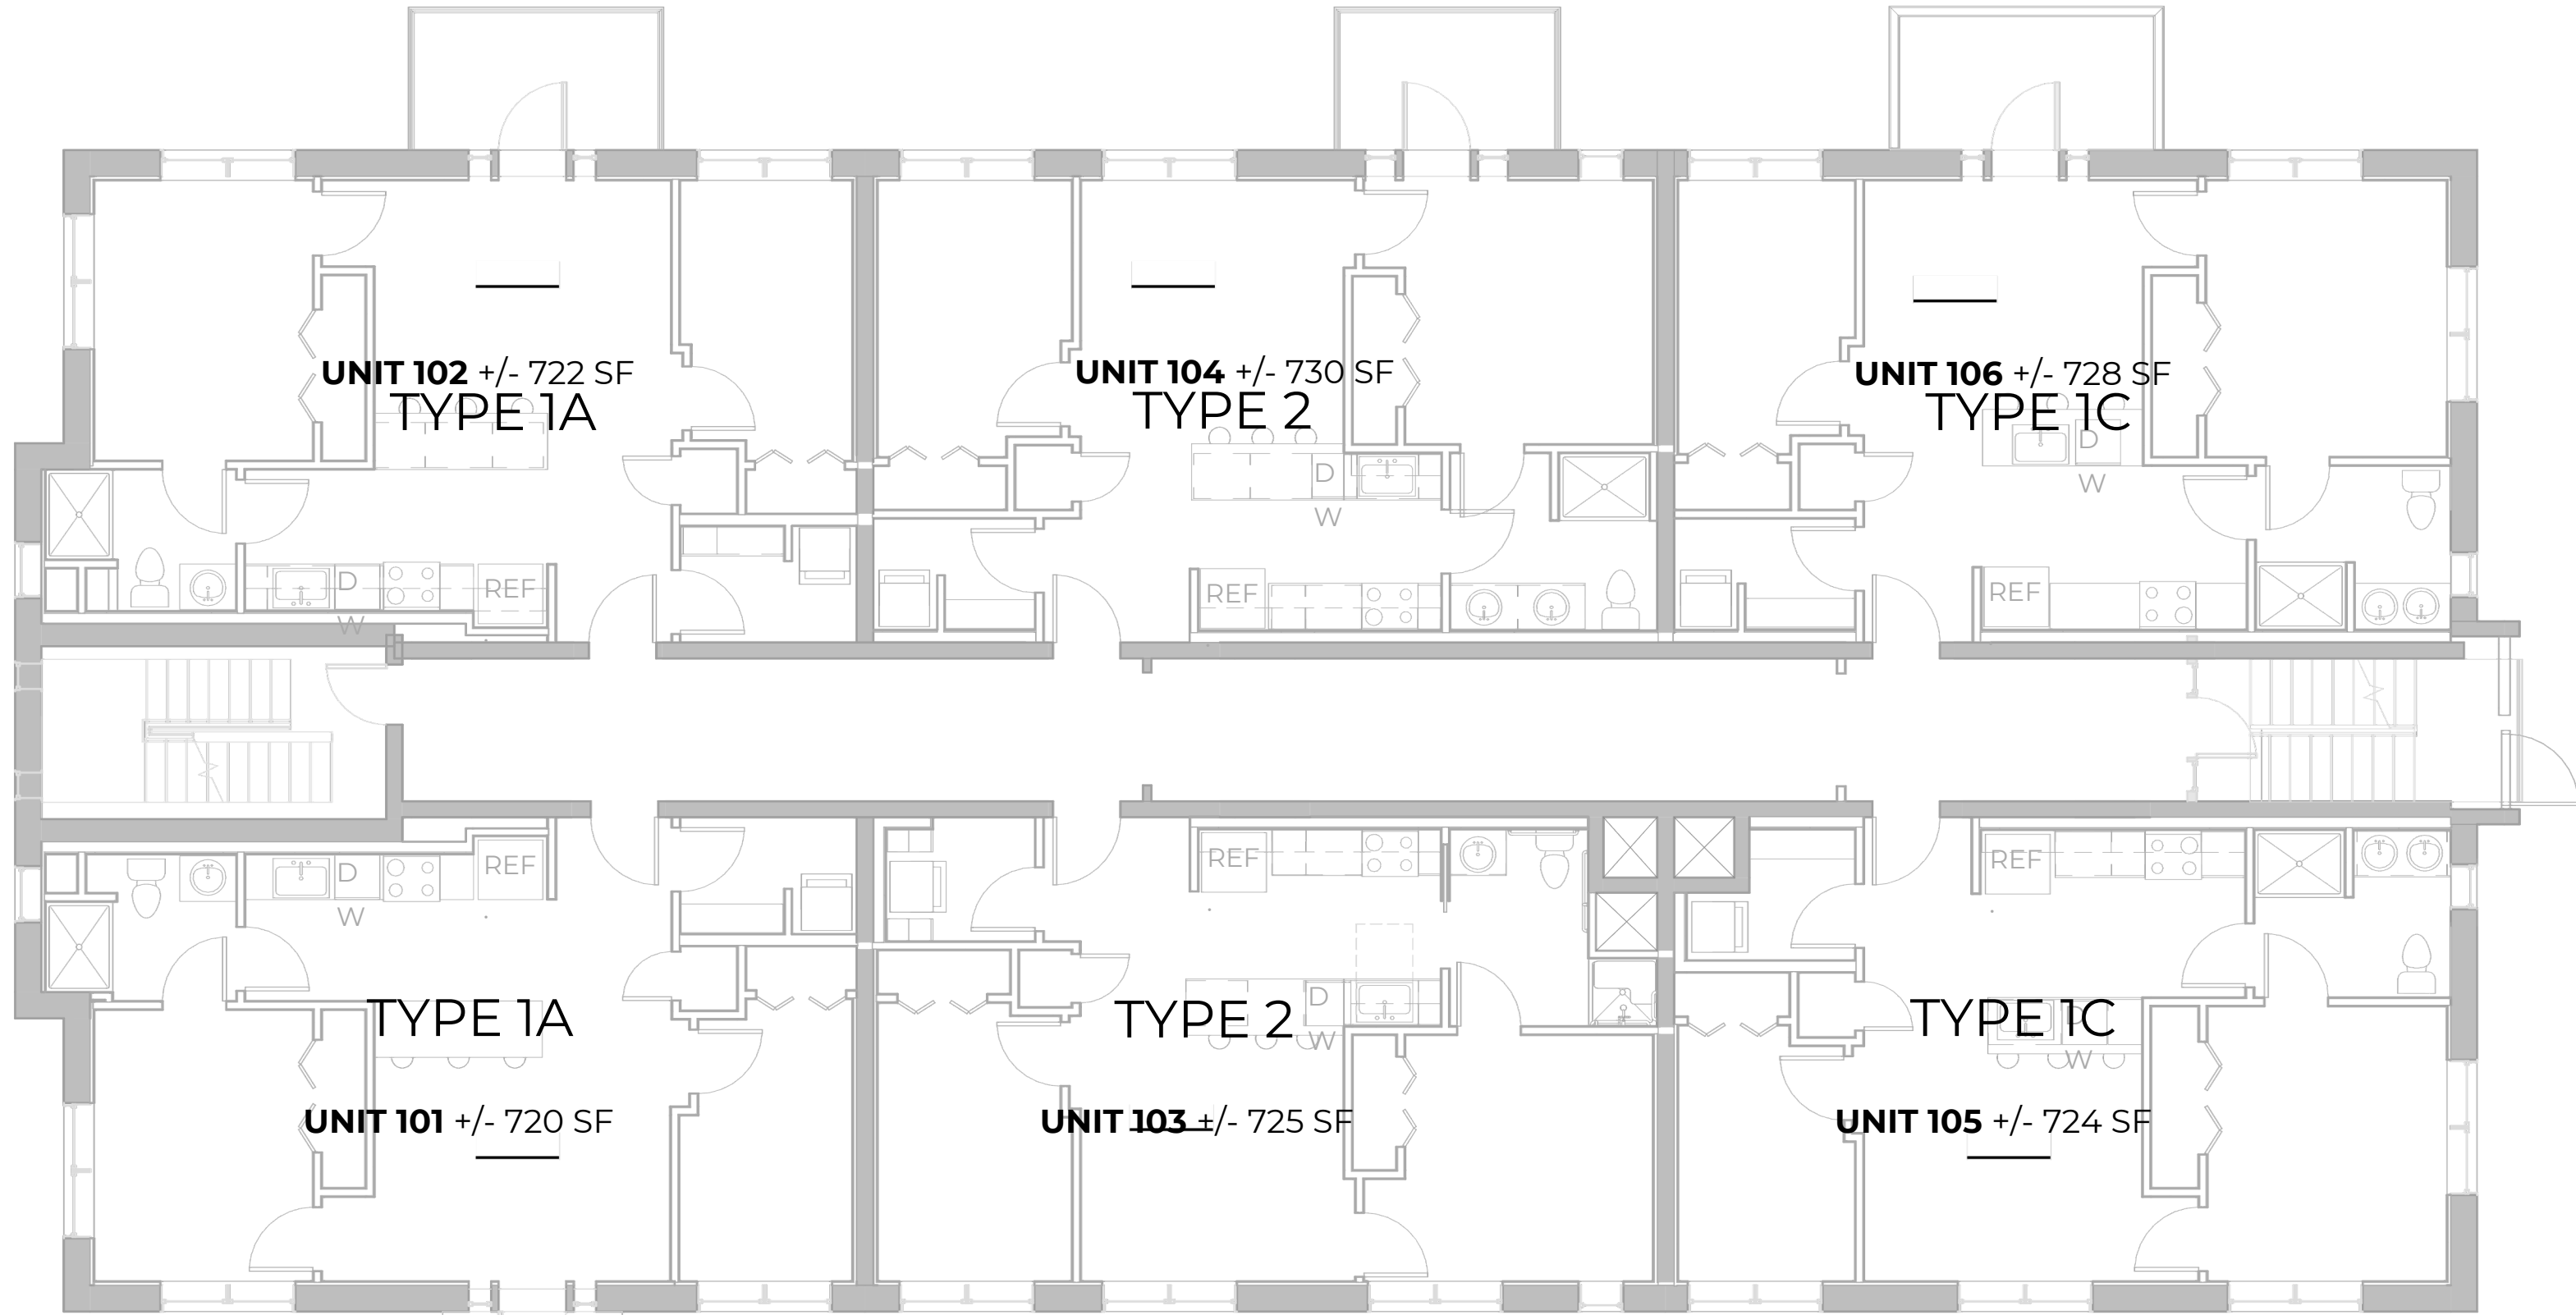 UNIT 102 +/- 722 SF
TYPE 1A
UNIT 104 +/- 730 SF
TYPE 2
UNIT 106 +/- 728 SF
TYPE 1C
D
W
REF
D
W
REF
D
W
REF
REF
D
W
REF
D
W
REF
D
W
TYPE 1A
TYPE 2
TYPE 1C
UNIT 101 +/- 720 SF
UNIT 103 +/- 725 SF
UNIT 105 +/- 724 SF